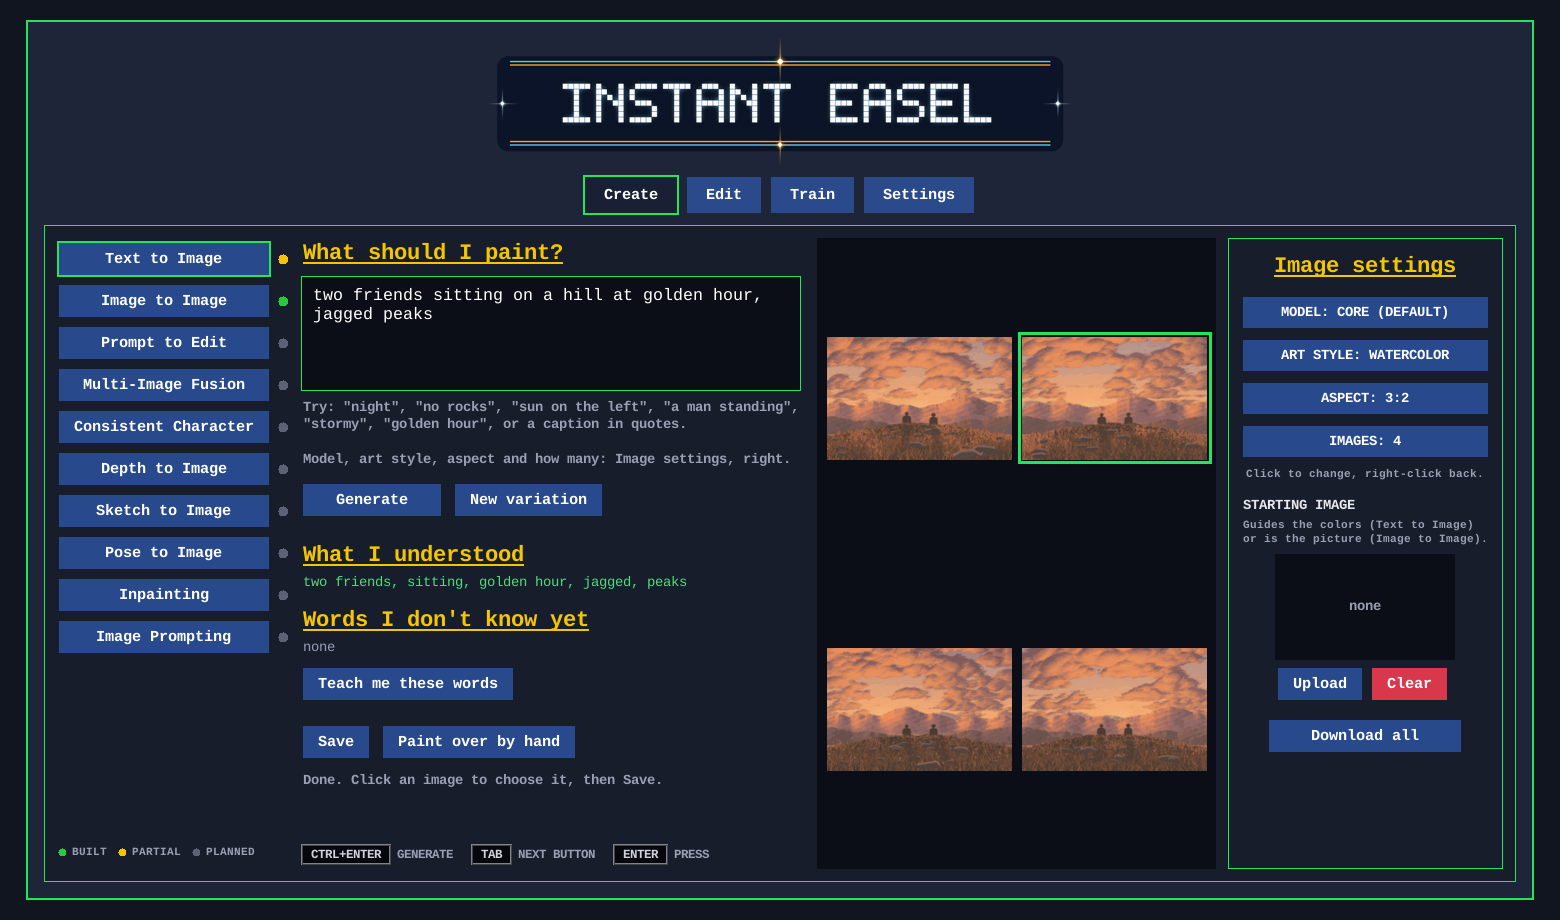 INSTANT EASEL
Create
Edit
Train
Settings
Text to Image
Image to Image
Prompt to Edit
Multi-Image Fusion
Consistent Character
Depth to Image
Sketch to Image
Pose to Image
Inpainting
Image Prompting
BUILT
PARTIAL
PLANNED
What should I paint?
two friends sitting on a hill at golden hour,
jagged peaks
Try: "night", "no rocks", "sun on the left", "a man standing",
"stormy", "golden hour", or a caption in quotes.
Model, art style, aspect and how many: Image settings, right.
Generate
New variation
What I understood
two friends, sitting, golden hour, jagged, peaks
Words I don't know yet
none
Teach me these words
Save
Paint over by hand
Done. Click an image to choose it, then Save.
CTRL+ENTER GENERATE
TAB NEXT BUTTON
ENTER PRESS
Image settings
MODEL: CORE (DEFAULT)
ART STYLE: WATERCOLOR
ASPECT: 3:2
IMAGES: 4
Click to change, right-click back.
STARTING IMAGE
Guides the colors (Text to Image)
or is the picture (Image to Image).
none
Upload
Clear
Download all